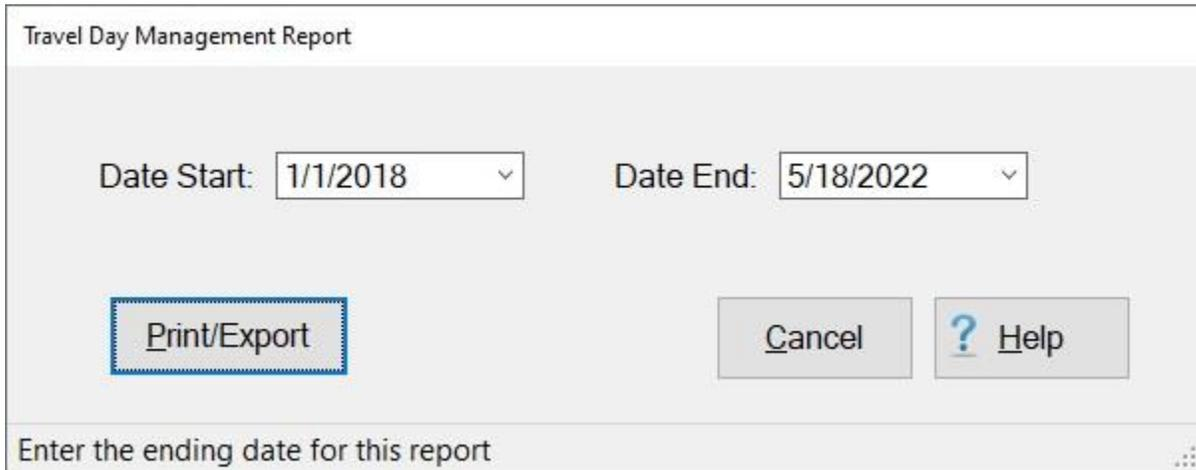 Travel Day Management Report
Date Start: 1/1/2018 Date End: 5/18/2022
Print/Export Cancel ? Help
Enter the ending date for this report